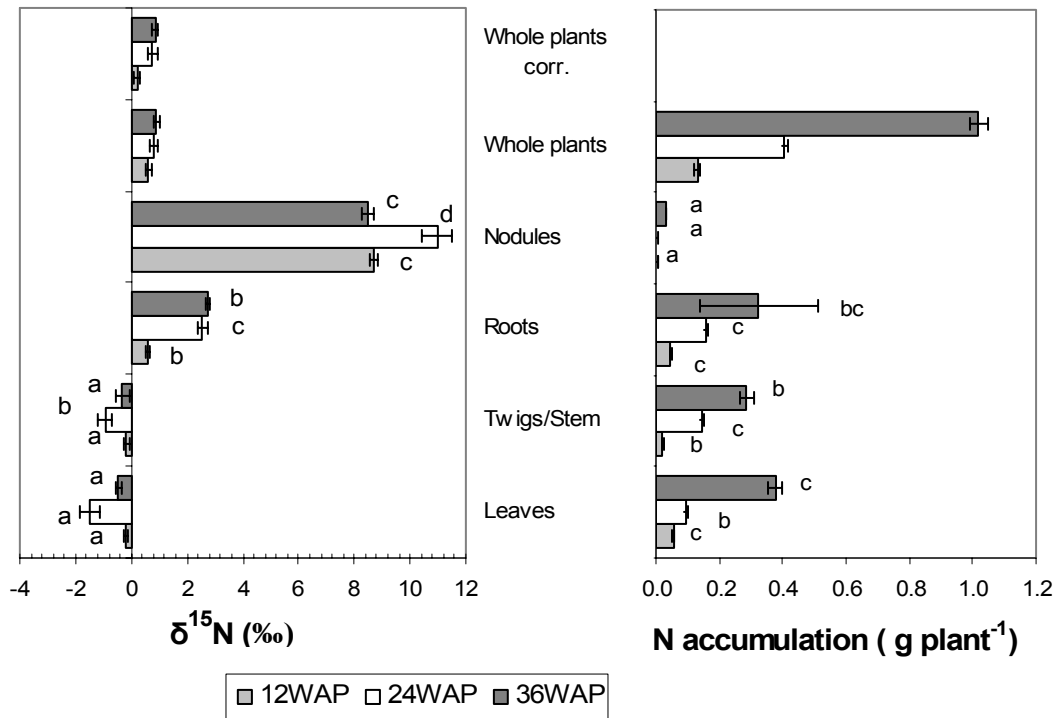 Whole plants
corr.
Whole plants
c
d
c
Nodules
a
a
a
b
c
b
Roots
bc
c
c
a
b
a
Twigs/Stem
b
c
b
a
a
a
Leaves
c
b
c
-4 -2 0 2 4 6 8 10 12
0.0 0.2 0.4 0.6 0.8 1.0 1.2
δ¹⁵N (‰)
N accumulation ( g plant⁻¹)
12WAP 24WAP 36WAP